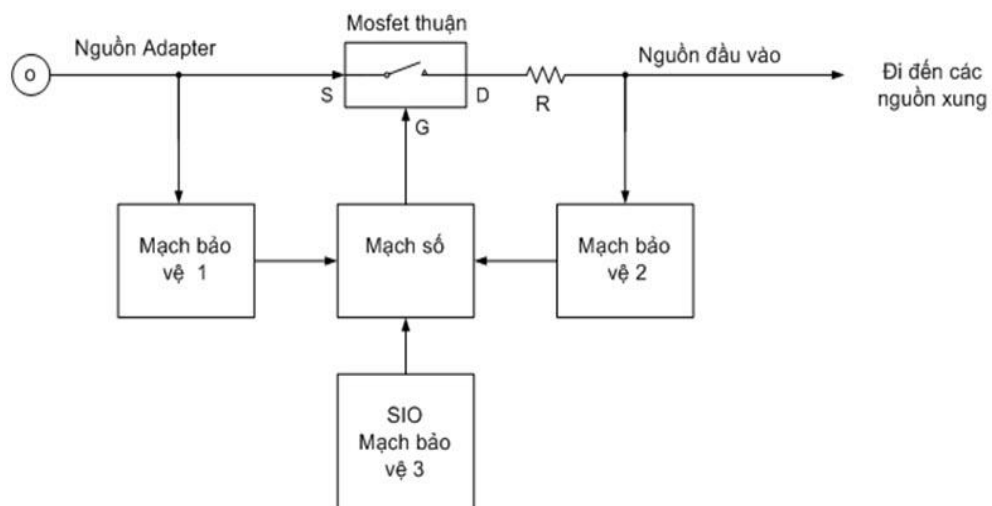 Mosfet thuận
Nguồn Adapter
Nguồn đầu vào
o
Đi đến các
nguồn xung
S
D
R
G
Mạch bảo
vệ 1
Mạch số
Mạch bảo
vệ 2
SIO
Mạch bảo
vệ 3